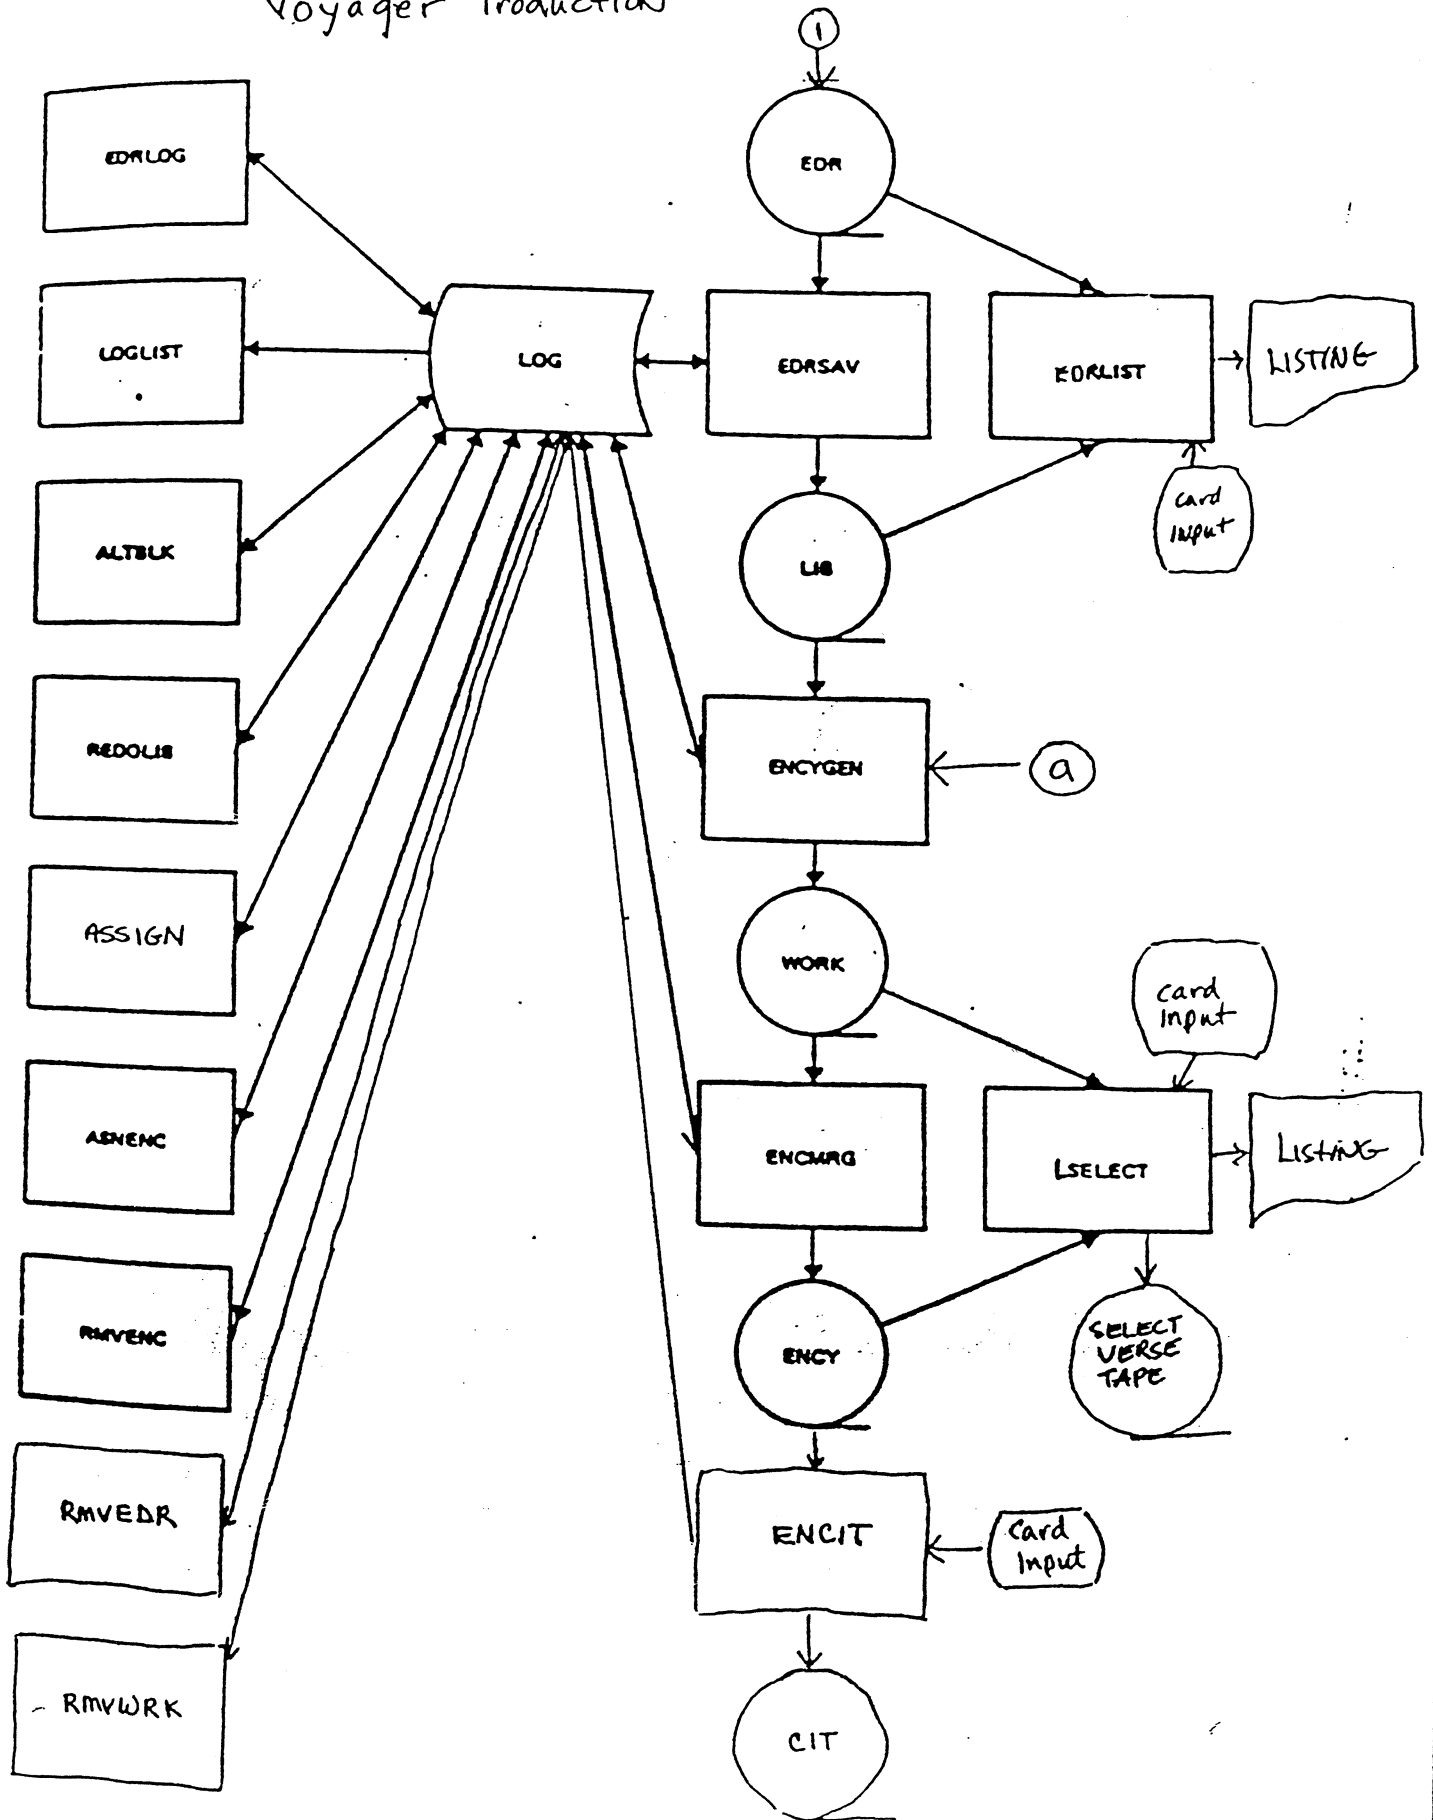 Voyager Production
1
EDRLOG
EDR
LOGLIST
LOG
EDRSAV
EDRLIST
LISTING
card
Input
ALTBLK
LIB
REDOLIB
ENCYGEN
a
ASSIGN
WORK
card
Input
ASNENC
ENCMRG
LSELECT
LISTING
RMVENC
ENCY
SELECT
VERSE
TAPE
RMVEDR
ENCIT
Card
Input
RMVWRK
CIT